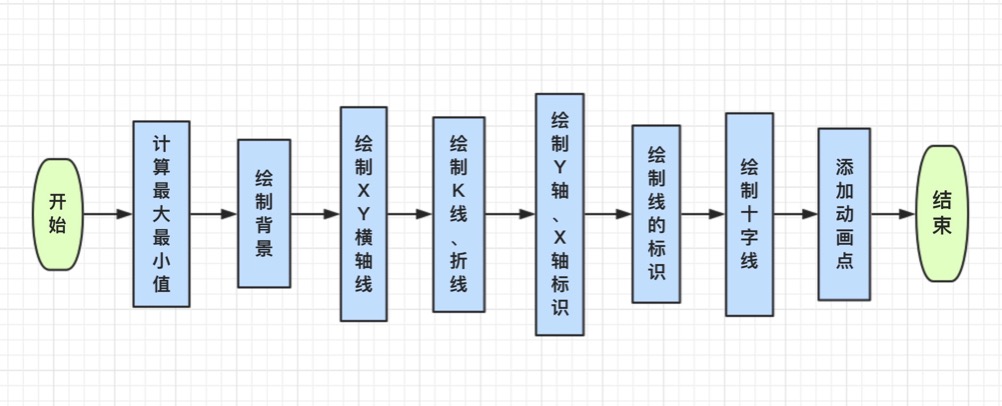 开始
计算最大最小值
绘制背景
绘制XY横轴线
绘制K线、折线
绘制Y轴、X轴标识
绘制线的标识
绘制十字线
添加动画点
结束